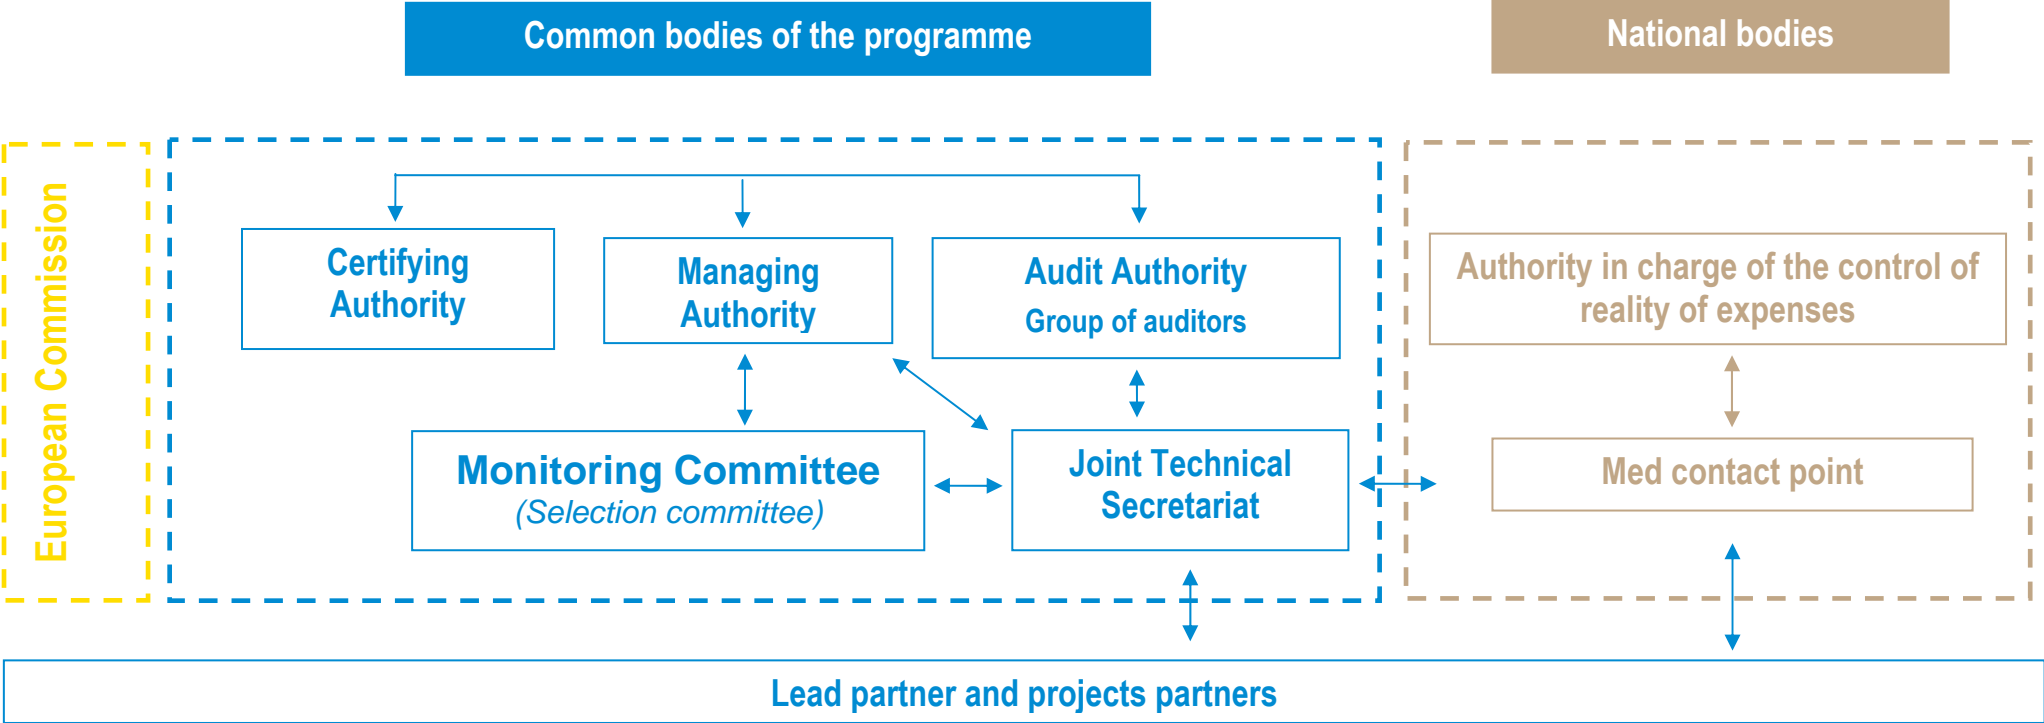 Common bodies of the programme
National bodies
European Commission
Certifying
Authority
Managing
Authority
Audit Authority
Group of auditors
Authority in charge of the control of
reality of expenses
Monitoring Committee
(Selection committee)
Joint Technical
Secretariat
Med contact point
Lead partner and projects partners